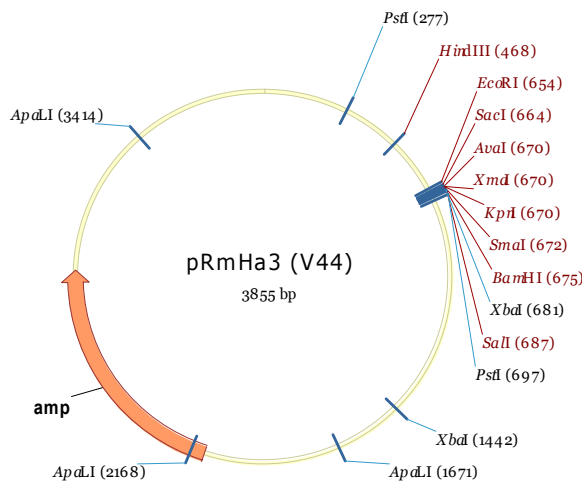 PstI (277)
HindIII (468)
EcoRI (654)
SacI (664)
AvaI (670)
XmaI (670)
KpnI (670)
SmaI (672)
BamHI (675)
XbaI (681)
SalI (687)
PstI (697)
ApaLI (3414)
pRmHa3 (V44)
3855 bp
amp
XbaI (1442)
ApaLI (2168)
ApaLI (1671)